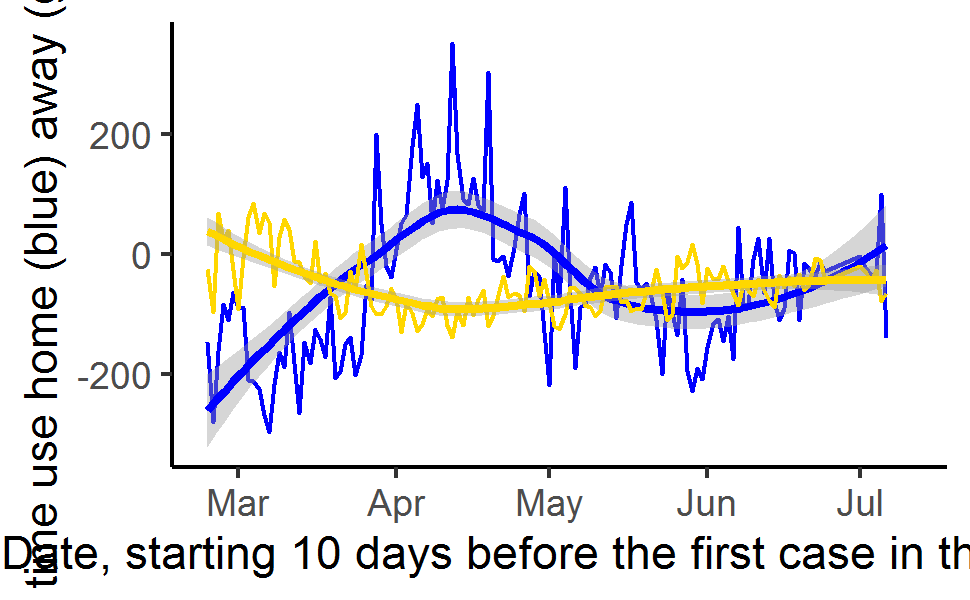 time use home (blue) away (
200
0
-200
Mar Apr May Jun Jul
Date, starting 10 days before the first case in th